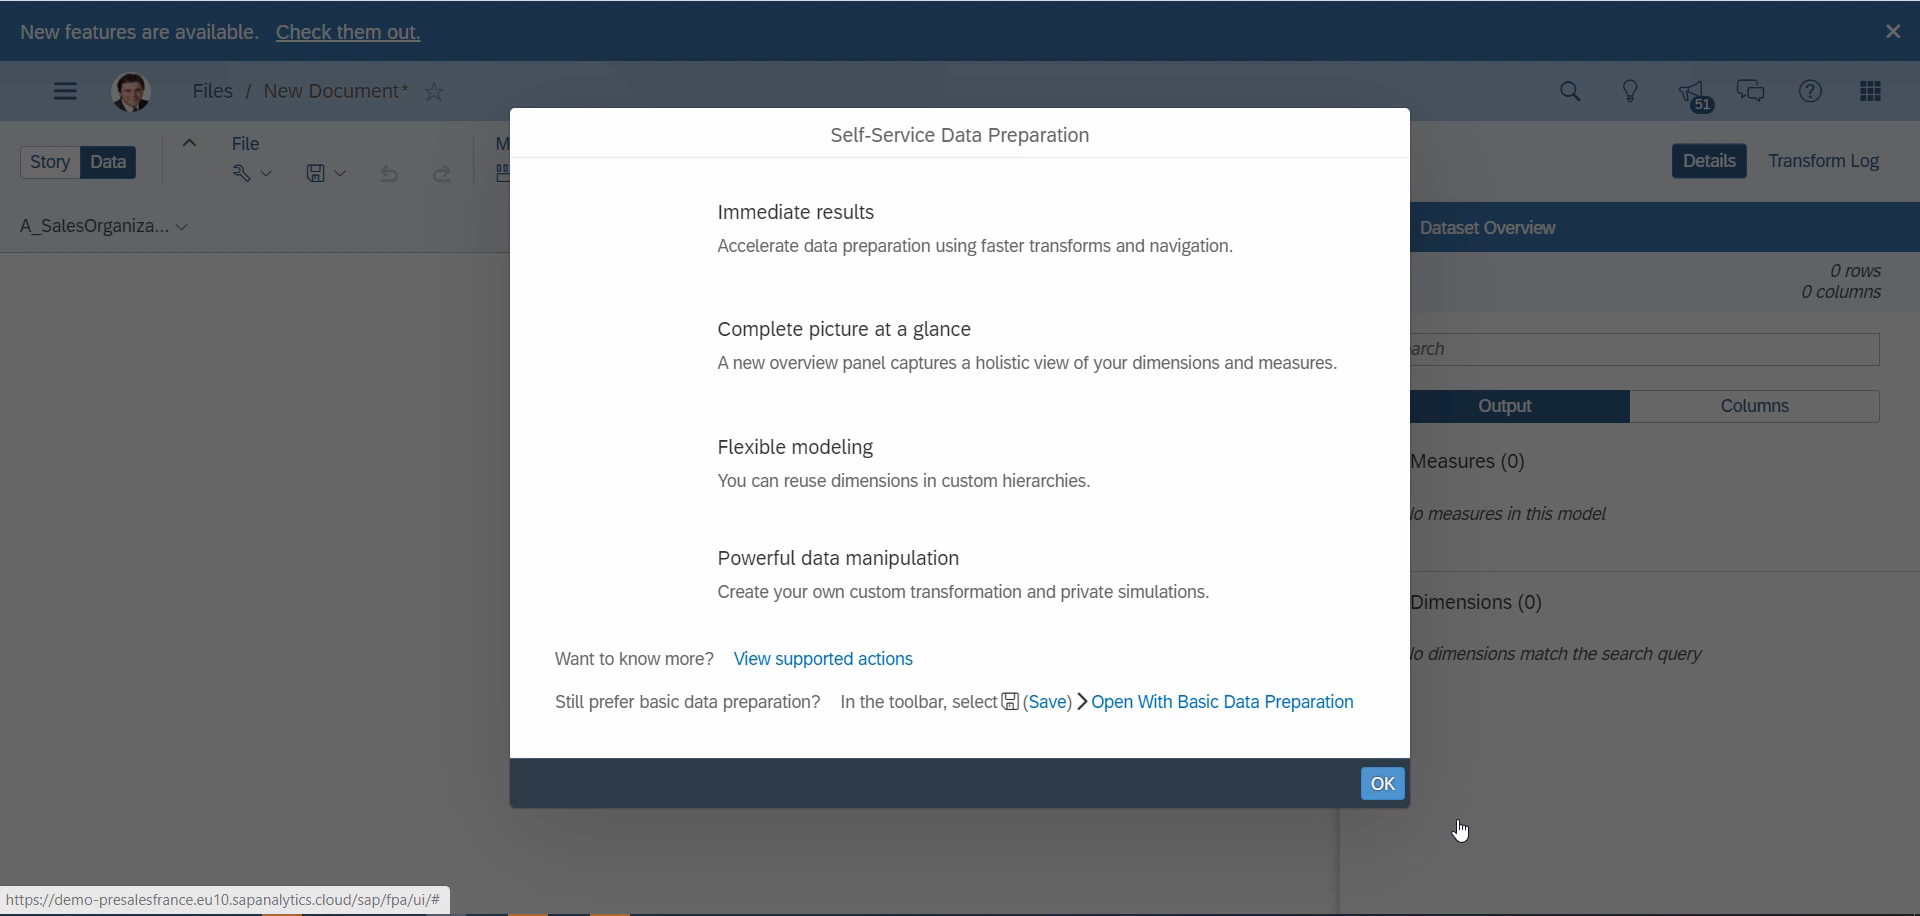 New features are available. Check them out.
Files / New Document*
51
Story Data
File
M
Details Transform Log
A_SalesOrganiza...
Dataset Overview
0 rows
0 columns
arch
Output Columns
Measures (0)
lo measures in this model
Dimensions (0)
lo dimensions match the search query
Self-Service Data Preparation
Immediate results
Accelerate data preparation using faster transforms and navigation.
Complete picture at a glance
A new overview panel captures a holistic view of your dimensions and measures.
Flexible modeling
You can reuse dimensions in custom hierarchies.
Powerful data manipulation
Create your own custom transformation and private simulations.
Want to know more? View supported actions
Still prefer basic data preparation? In the toolbar, select (Save) > Open With Basic Data Preparation
OK
https://demo-presalesfrance.eu10.sapanalytics.cloud/sap/fpa/ui/#